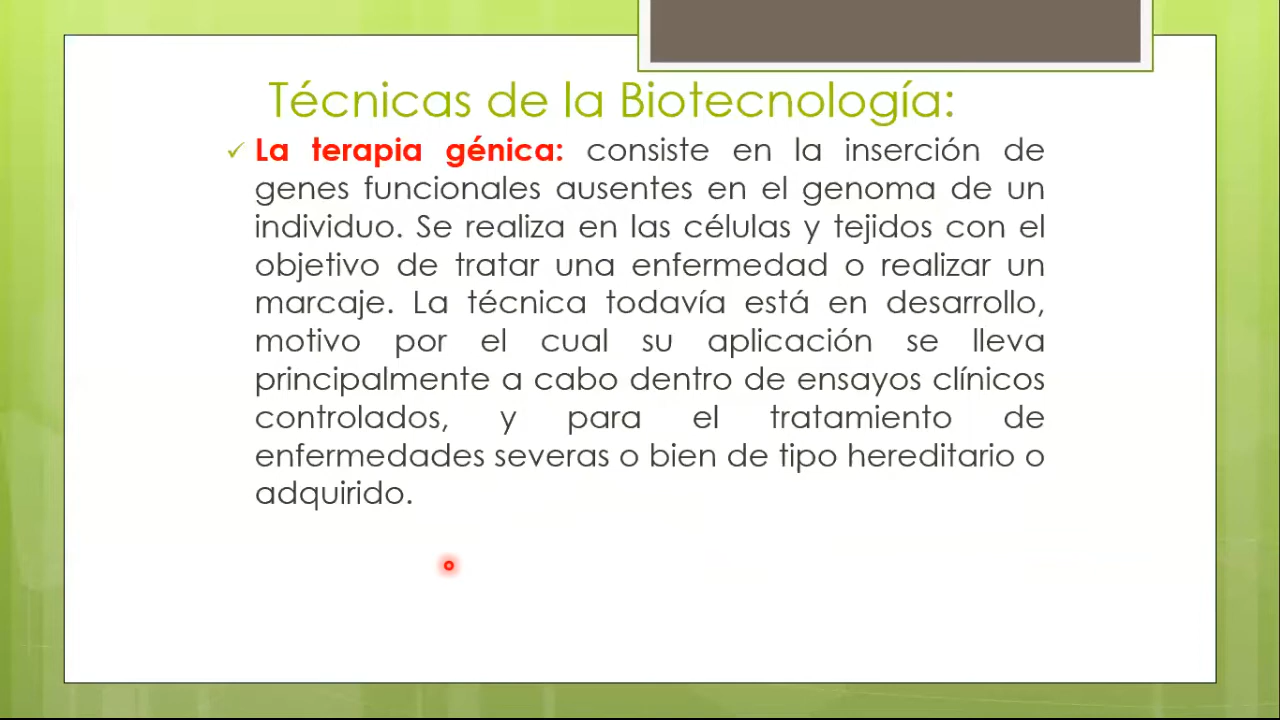 Técnicas de la Biotecnología:
✓ La terapia génica: consiste en la inserción de
genes funcionales ausentes en el genoma de un
individuo. Se realiza en las células y tejidos con el
objetivo de tratar una enfermedad o realizar un
marcaje. La técnica todavía está en desarrollo,
motivo por el cual su aplicación se lleva
principalmente a cabo dentro de ensayos clínicos
controlados, y para el tratamiento de
enfermedades severas o bien de tipo hereditario o
adquirido.